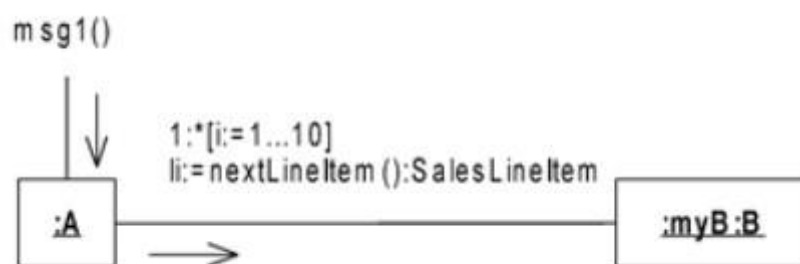 msg1()
1:*[i:=1...10]
li:=nextLineItem():SalesLineItem
:A
:myB:B